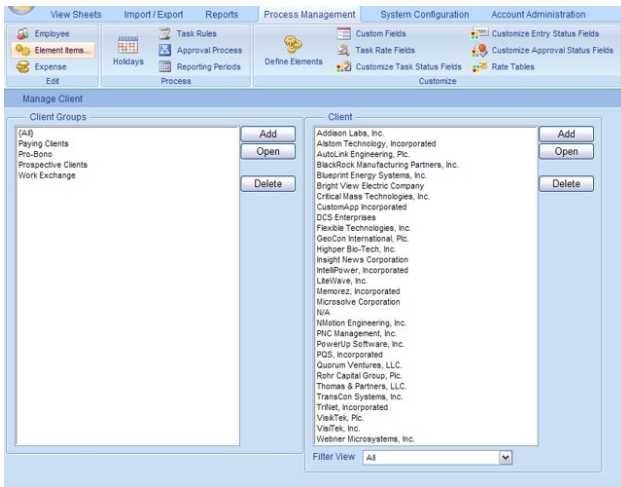 View Sheets Import / Export Reports Process Management System Configuration Account Administration
Employee Task Rules Custom Fields Customize Entry Status Fields
Element Items... Holidays Approval Process Define Elements Task Rate Fields Customize Approval Status Fields
Expense Reporting Periods Customize Task Status Fields Rate Tables
Edit Process Customize
Manage Client
Client Groups
{All}
Paying Clients
Pro-Bono
Prospective Clients
Work Exchange
Add
Open
Delete
Client
Addison Labs, Inc.
Alstom Technology, Incorporated
AutoLink Engineering, Plc.
BlackRock Manufacturing Partners, Inc.
Blueprint Energy Systems, Inc.
Bright View Electric Company
Critical Mass Technologies, Inc.
CustomApp Incorporated
DCS Enterprises
Flexible Technologies, Inc.
GeoCon International, Plc.
Highper Bio-Tech, Inc.
Insight News Corporation
IntelliPower, Incorporated
LiteWave, Inc.
Memorez, Incorporated
Microsolve Corporation
N/A
NMotion Engineering, Inc.
PNC Management, Inc.
PowerUp Software, Inc.
PQS, Incorporated
Quorum Ventures, LLC.
Rohr Capital Group, Plc.
Thomas & Partners, LLC.
TransCon Systems, Inc.
TriNet, Incorporated
VisikTek, Plc.
VisiTek, Inc.
Webner Microsystems, Inc.
Add
Open
Delete
Filter View All